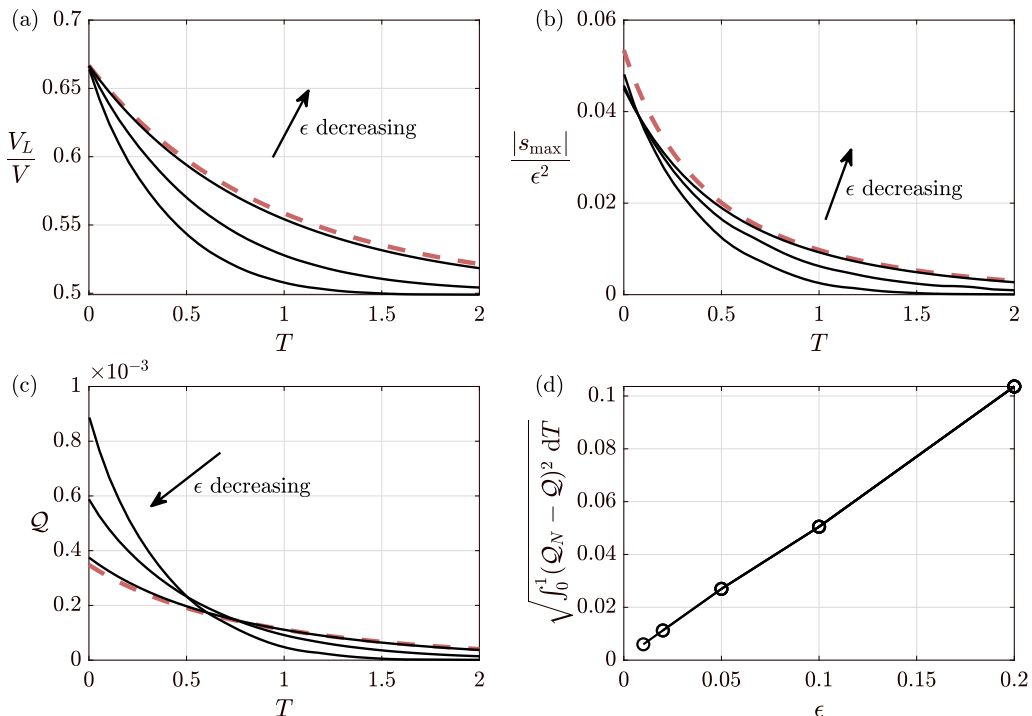 (a)
0.7
0.65
0.6
0.55
0.5
V_L / V
ϵ decreasing
0 0.5 1 1.5 2
T
(b)
0.06
0.04
0.02
0
|s_max| / ϵ²
ϵ decreasing
0 0.5 1 1.5 2
T
(c)
×10⁻³
1
0.8
0.6
0.4
0.2
0
𝒬
ϵ decreasing
0 0.5 1 1.5 2
T
(d)
0.1
0.08
0.06
0.04
0.02
0
√∫₀¹(𝒬_N − 𝒬)² dT
0 0.05 0.1 0.15 0.2
ϵ